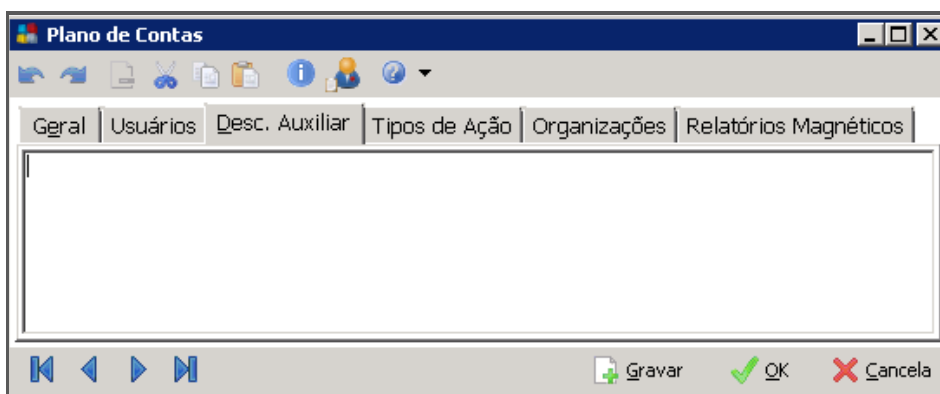 Plano de Contas
Geral Usuários Desc. Auxiliar Tipos de Ação Organizações Relatórios Magnéticos
Gravar OK Cancela